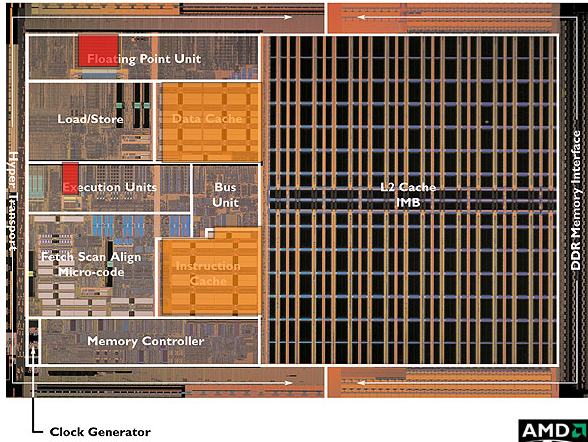 Floating Point Unit
Load/Store
Data Cache
Hyper Transport
Execution Units
Bus
Unit
L2 Cache
IMB
DDR Memory Interface
Fetch Scan Align
Micro-code
Instruction
Cache
Memory Controller
Clock Generator
AMD